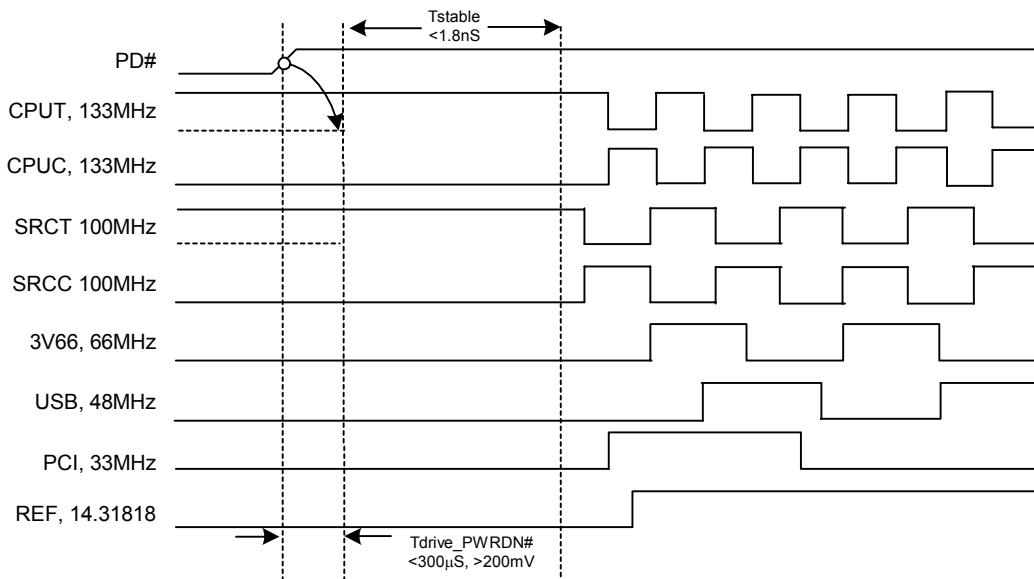 Tstable
<1.8nS
PD#
CPUT, 133MHz
CPUC, 133MHz
SRCT 100MHz
SRCC 100MHz
3V66, 66MHz
USB, 48MHz
PCI, 33MHz
REF, 14.31818
Tdrive_PWRDN#
<300μS, >200mV